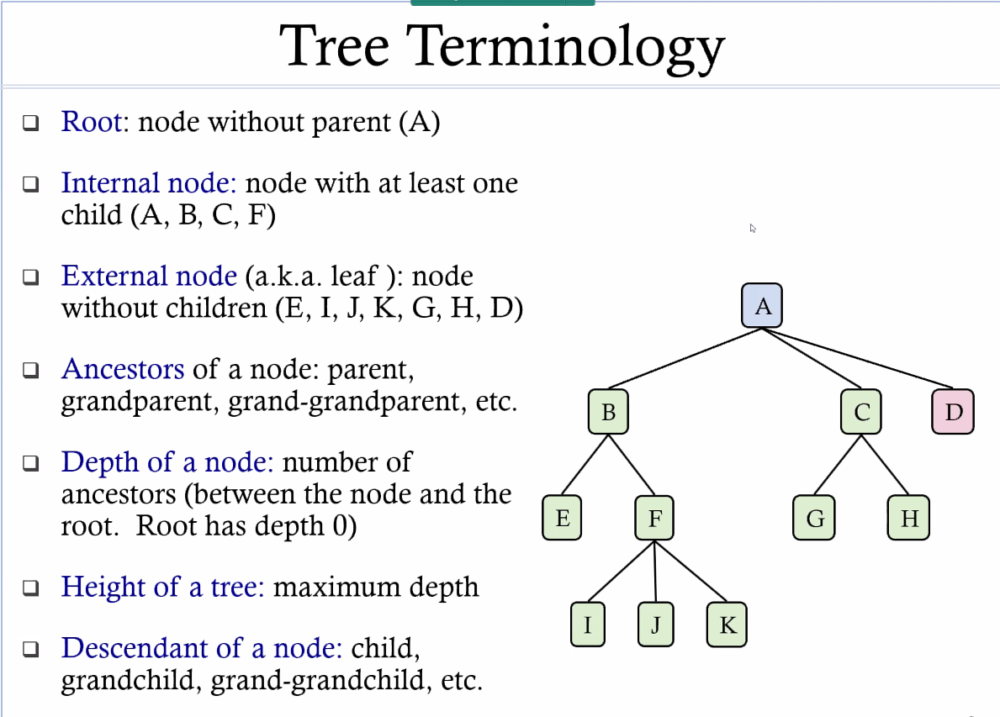 Tree Terminology
❑ Root: node without parent (A)
❑ Internal node: node with at least one
child (A, B, C, F)
❑ External node (a.k.a. leaf ): node
without children (E, I, J, K, G, H, D)
❑ Ancestors of a node: parent,
grandparent, grand-grandparent, etc.
❑ Depth of a node: number of
ancestors (between the node and the
root. Root has depth 0)
❑ Height of a tree: maximum depth
❑ Descendant of a node: child,
grandchild, grand-grandchild, etc.
A
B C D
E F G H
I J K